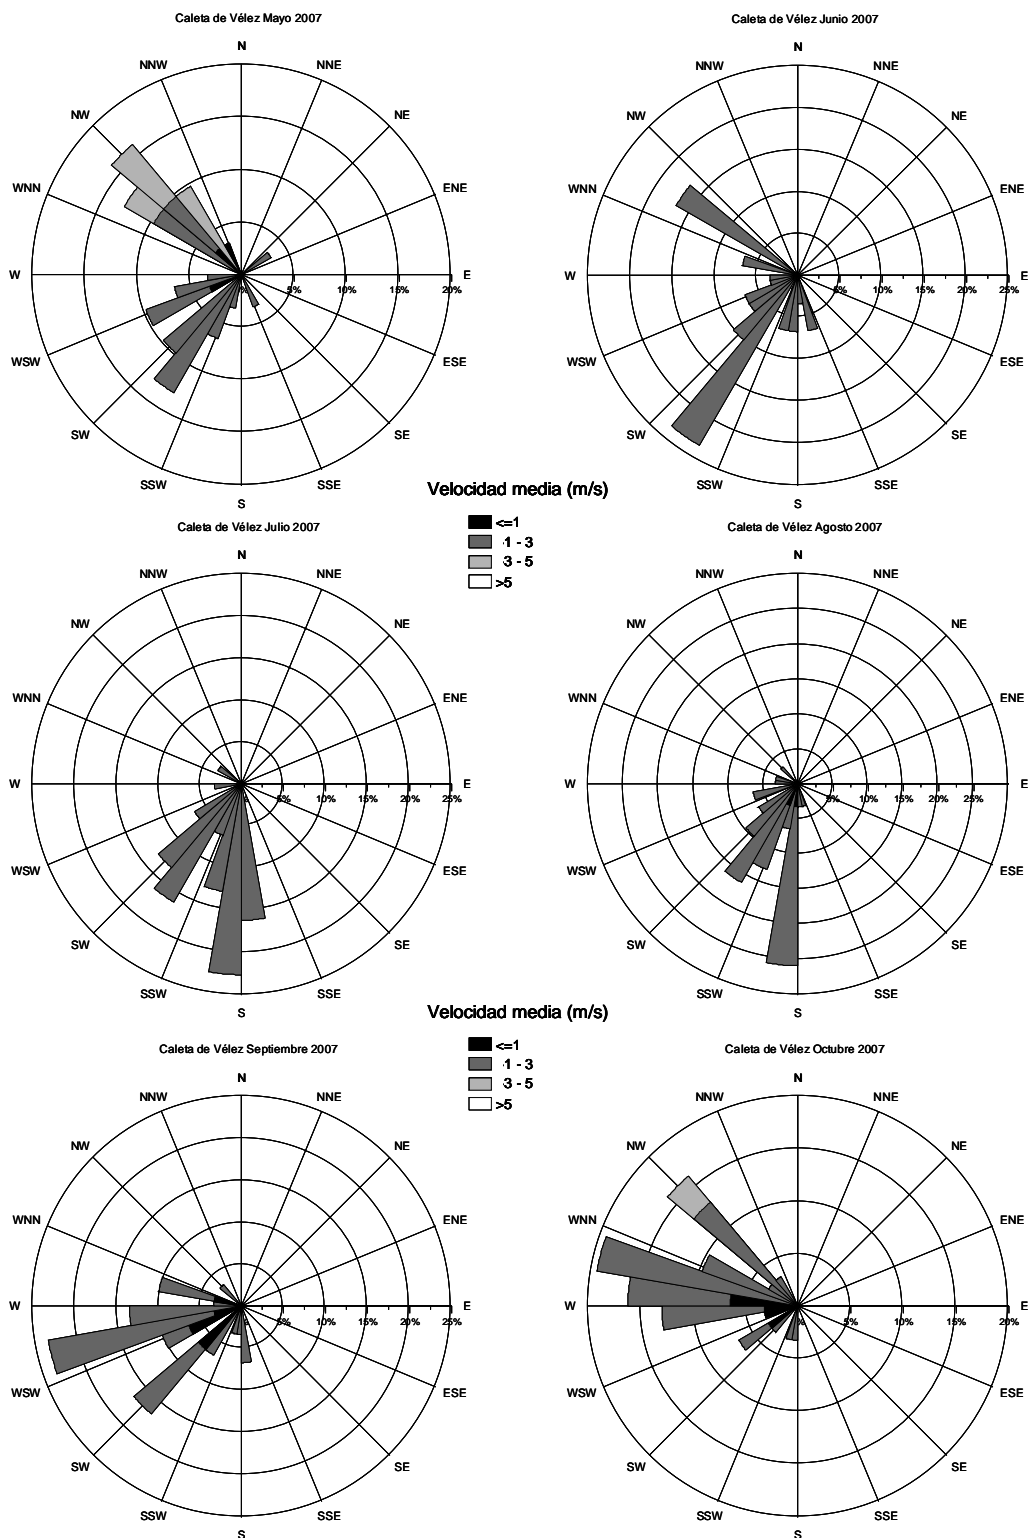 Caleta de Vélez Mayo 2007
N
NNW
NNE
NW
NE
WNN
ENE
W
E
% 5% 10% 15% 20%
WSW
ESE
SW
SE
SSW
SSE
S
Caleta de Vélez Junio 2007
N
NNW
NNE
NW
NE
WNN
ENE
W
E
% 5% 10% 15% 20% 25%
WSW
ESE
SW
SE
SSW
SSE
S
Velocidad media (m/s)
<=1
1 - 3
3 - 5
>5
Caleta de Vélez Julio 2007
N
NNW
NNE
NW
NE
WNN
ENE
W
E
% 5% 10% 15% 20% 25%
WSW
ESE
SW
SE
SSW
SSE
S
Caleta de Vélez Agosto 2007
N
NNW
NNE
NW
NE
WNN
ENE
W
E
% 5% 10% 15% 20% 25%
WSW
ESE
SW
SE
SSW
SSE
S
Velocidad media (m/s)
<=1
1 - 3
3 - 5
>5
Caleta de Vélez Septiembre 2007
N
NNW
NNE
NW
NE
WNN
ENE
W
E
% 5% 10% 15% 20% 25%
WSW
ESE
SW
SE
SSW
SSE
S
Caleta de Vélez Octubre 2007
N
NNW
NNE
NW
NE
WNN
ENE
W
E
% 5% 10% 15% 20%
WSW
ESE
SW
SE
SSW
SSE
S